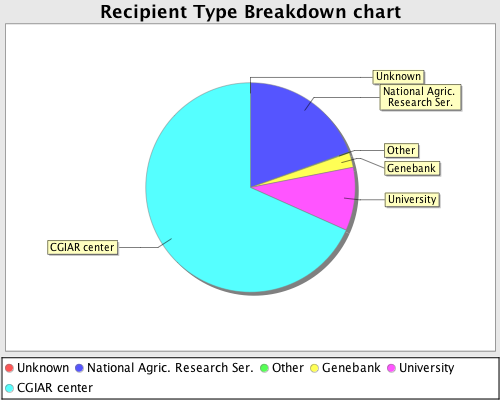 Recipient Type Breakdown chart
Unknown
National Agric.
Research Ser.
Other
Genebank
University
CGIAR center
Unknown National Agric. Research Ser. Other Genebank University
CGIAR center